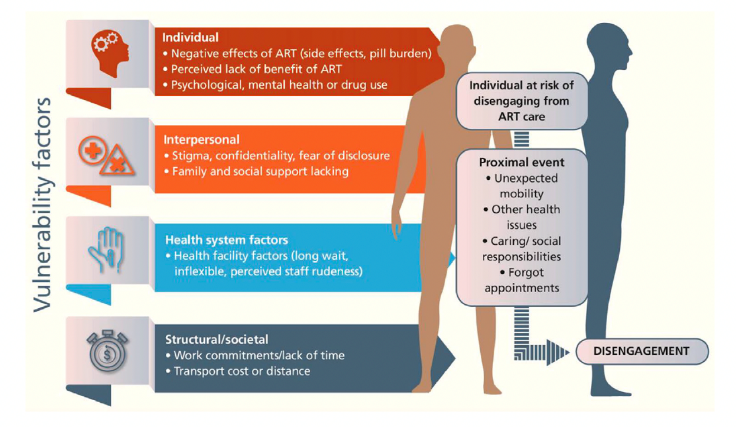 Vulnerability factors
Individual
• Negative effects of ART (side effects, pill burden)
• Perceived lack of benefit of ART
• Psychological, mental health or drug use
Interpersonal
• Stigma, confidentiality, fear of disclosure
• Family and social support lacking
Health system factors
• Health facility factors (long wait,
inflexible, perceived staff rudeness)
$
Structural/societal
• Work commitments/lack of time
• Transport cost or distance
Individual at risk of
disengaging from
ART care
Proximal event
• Unexpected
mobility
• Other health
issues
• Caring/ social
responsibilities
• Forgot
appointments
DISENGAGEMENT